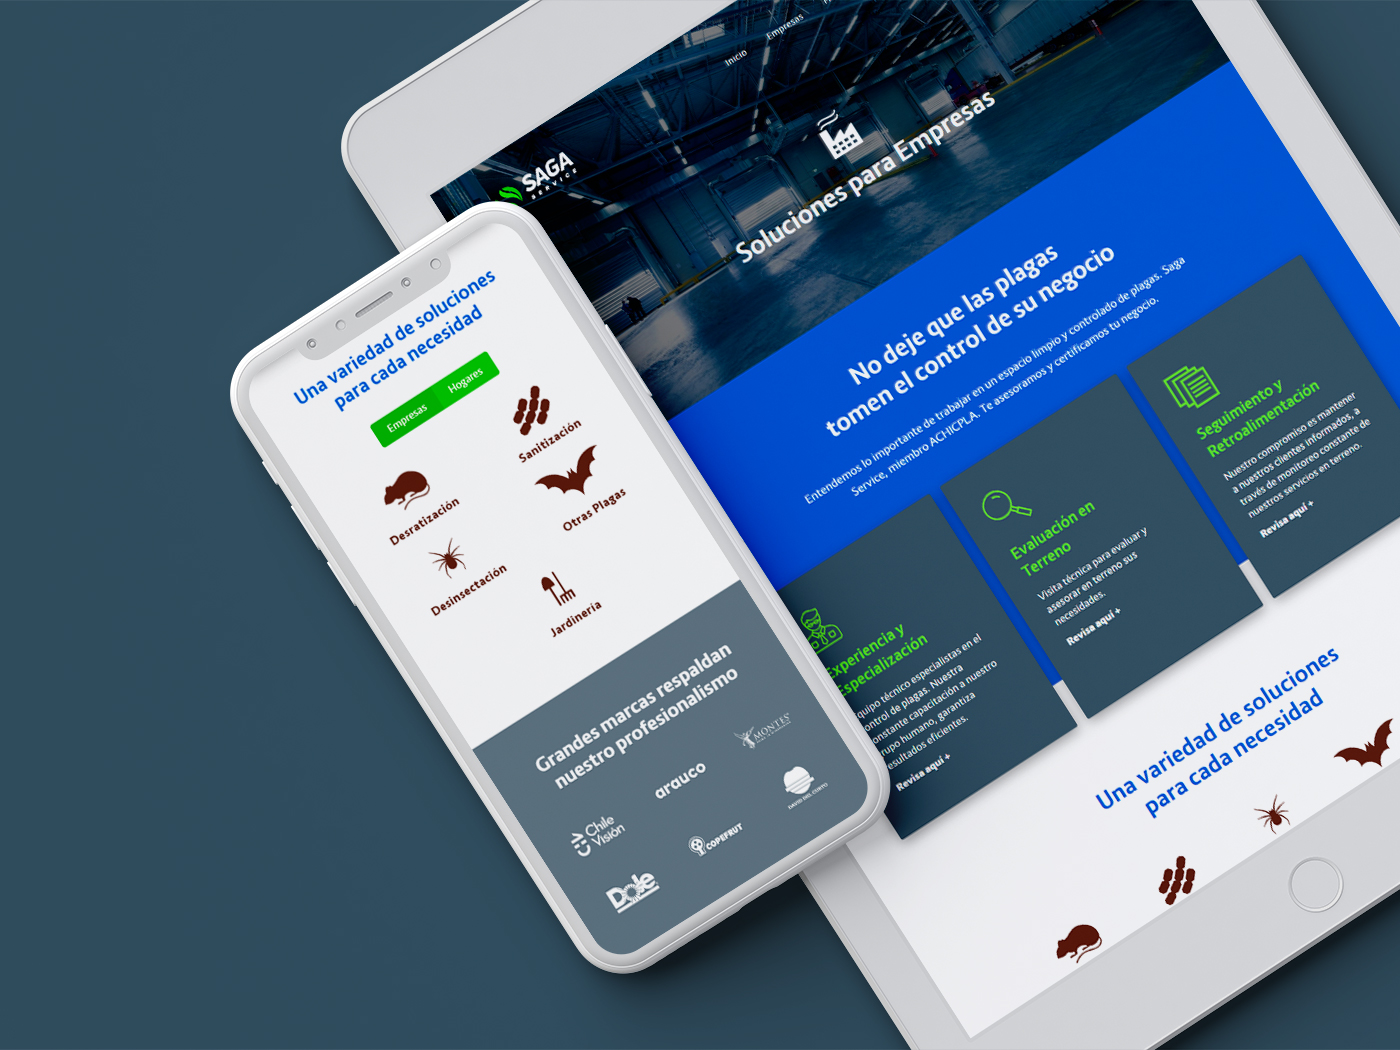 Inicio
Empresas
SAGA
SERVICE
Soluciones para Empresas
No deje que las plagas
tomen el control de su negocio
Entendemos lo importante de trabajar en un espacio limpio y controlado de plagas. Saga
Service, miembro ACHICPLA. Te asesoramos y certificamos tu negocio.
Experiencia y
Especialización
quipo técnico especialistas en el
ontrol de plagas. Nuestra
onstante capacitación a nuestro
rupo humano, garantiza
esultados eficientes.
Revisa aquí +
Evaluación en
Terreno
Visita técnica para evaluar y
asesorar en terreno sus
necesidades.
Revisa aquí +
Seguimiento y
Retroalimentación
Nuestro compromiso es mantener
a nuestros clientes informados, a
través de monitoreo constante de
nuestros servicios en terreno.
Revisa aquí +
Una variedad de soluciones
para cada necesidad
Una variedad de soluciones
para cada necesidad
Empresas
Hogares
Desratización
Sanitización
Desinsectación
Otras Plagas
Jardinería
Grandes marcas respaldan
nuestro profesionalismo
Chile
Visión
arauco
MONTES
Dole
COPEFRUT
DAVID DEL CURTO